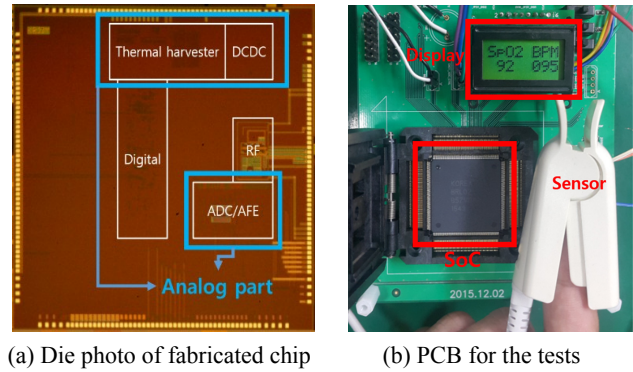 Thermal harvester DCDC
Digital
RF
ADC/AFE
Analog part
Display
SpO2 BPM
92 095
Sensor
SoC
2015.12.02
(a) Die photo of fabricated chip
(b) PCB for the tests